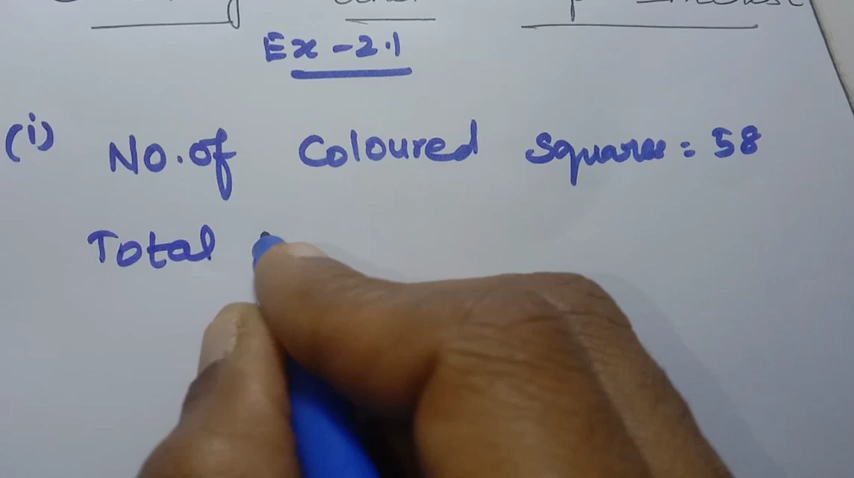 Ex - 2.1
(i) No. of Coloured Squares = 58
Total